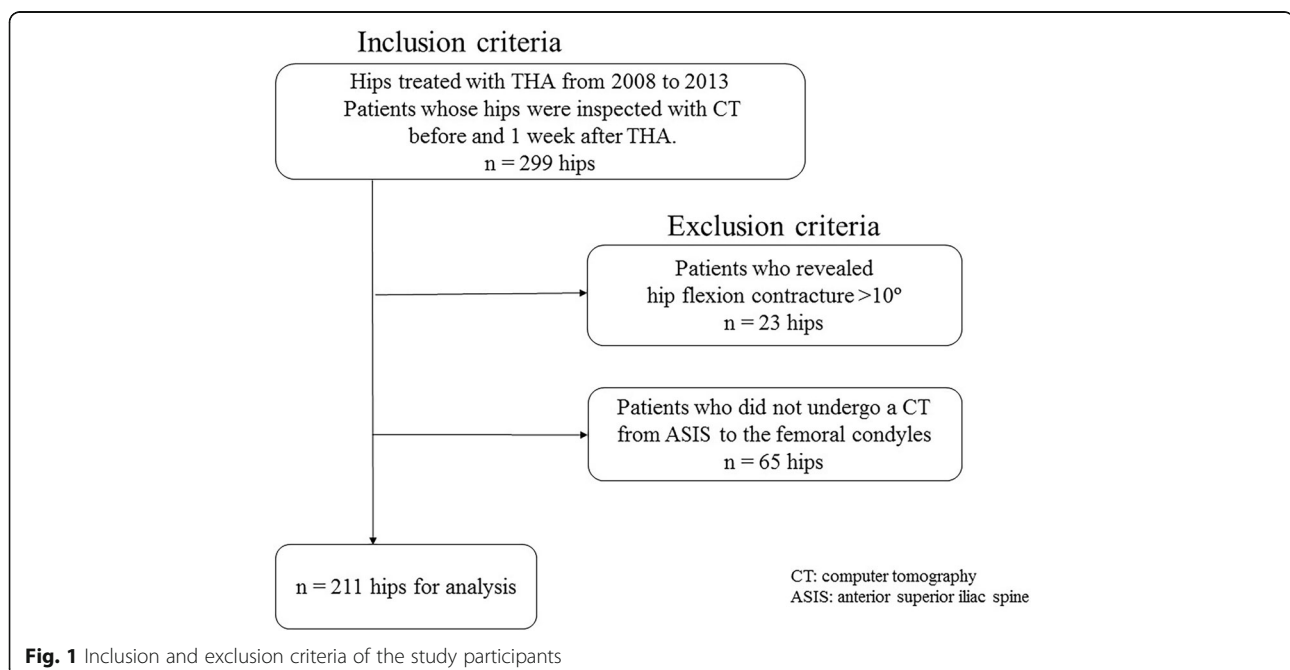 Inclusion criteria
Hips treated with THA from 2008 to 2013
Patients whose hips were inspected with CT
before and 1 week after THA.
n = 299 hips
Exclusion criteria
Patients who revealed
hip flexion contracture >10º
n = 23 hips
Patients who did not undergo a CT
from ASIS to the femoral condyles
n = 65 hips
n = 211 hips for analysis
CT: computer tomography
ASIS: anterior superior iliac spine
Fig. 1 Inclusion and exclusion criteria of the study participants